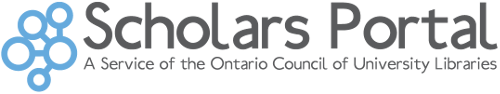 Scholars Portal
A Service of the Ontario Council of University Libraries